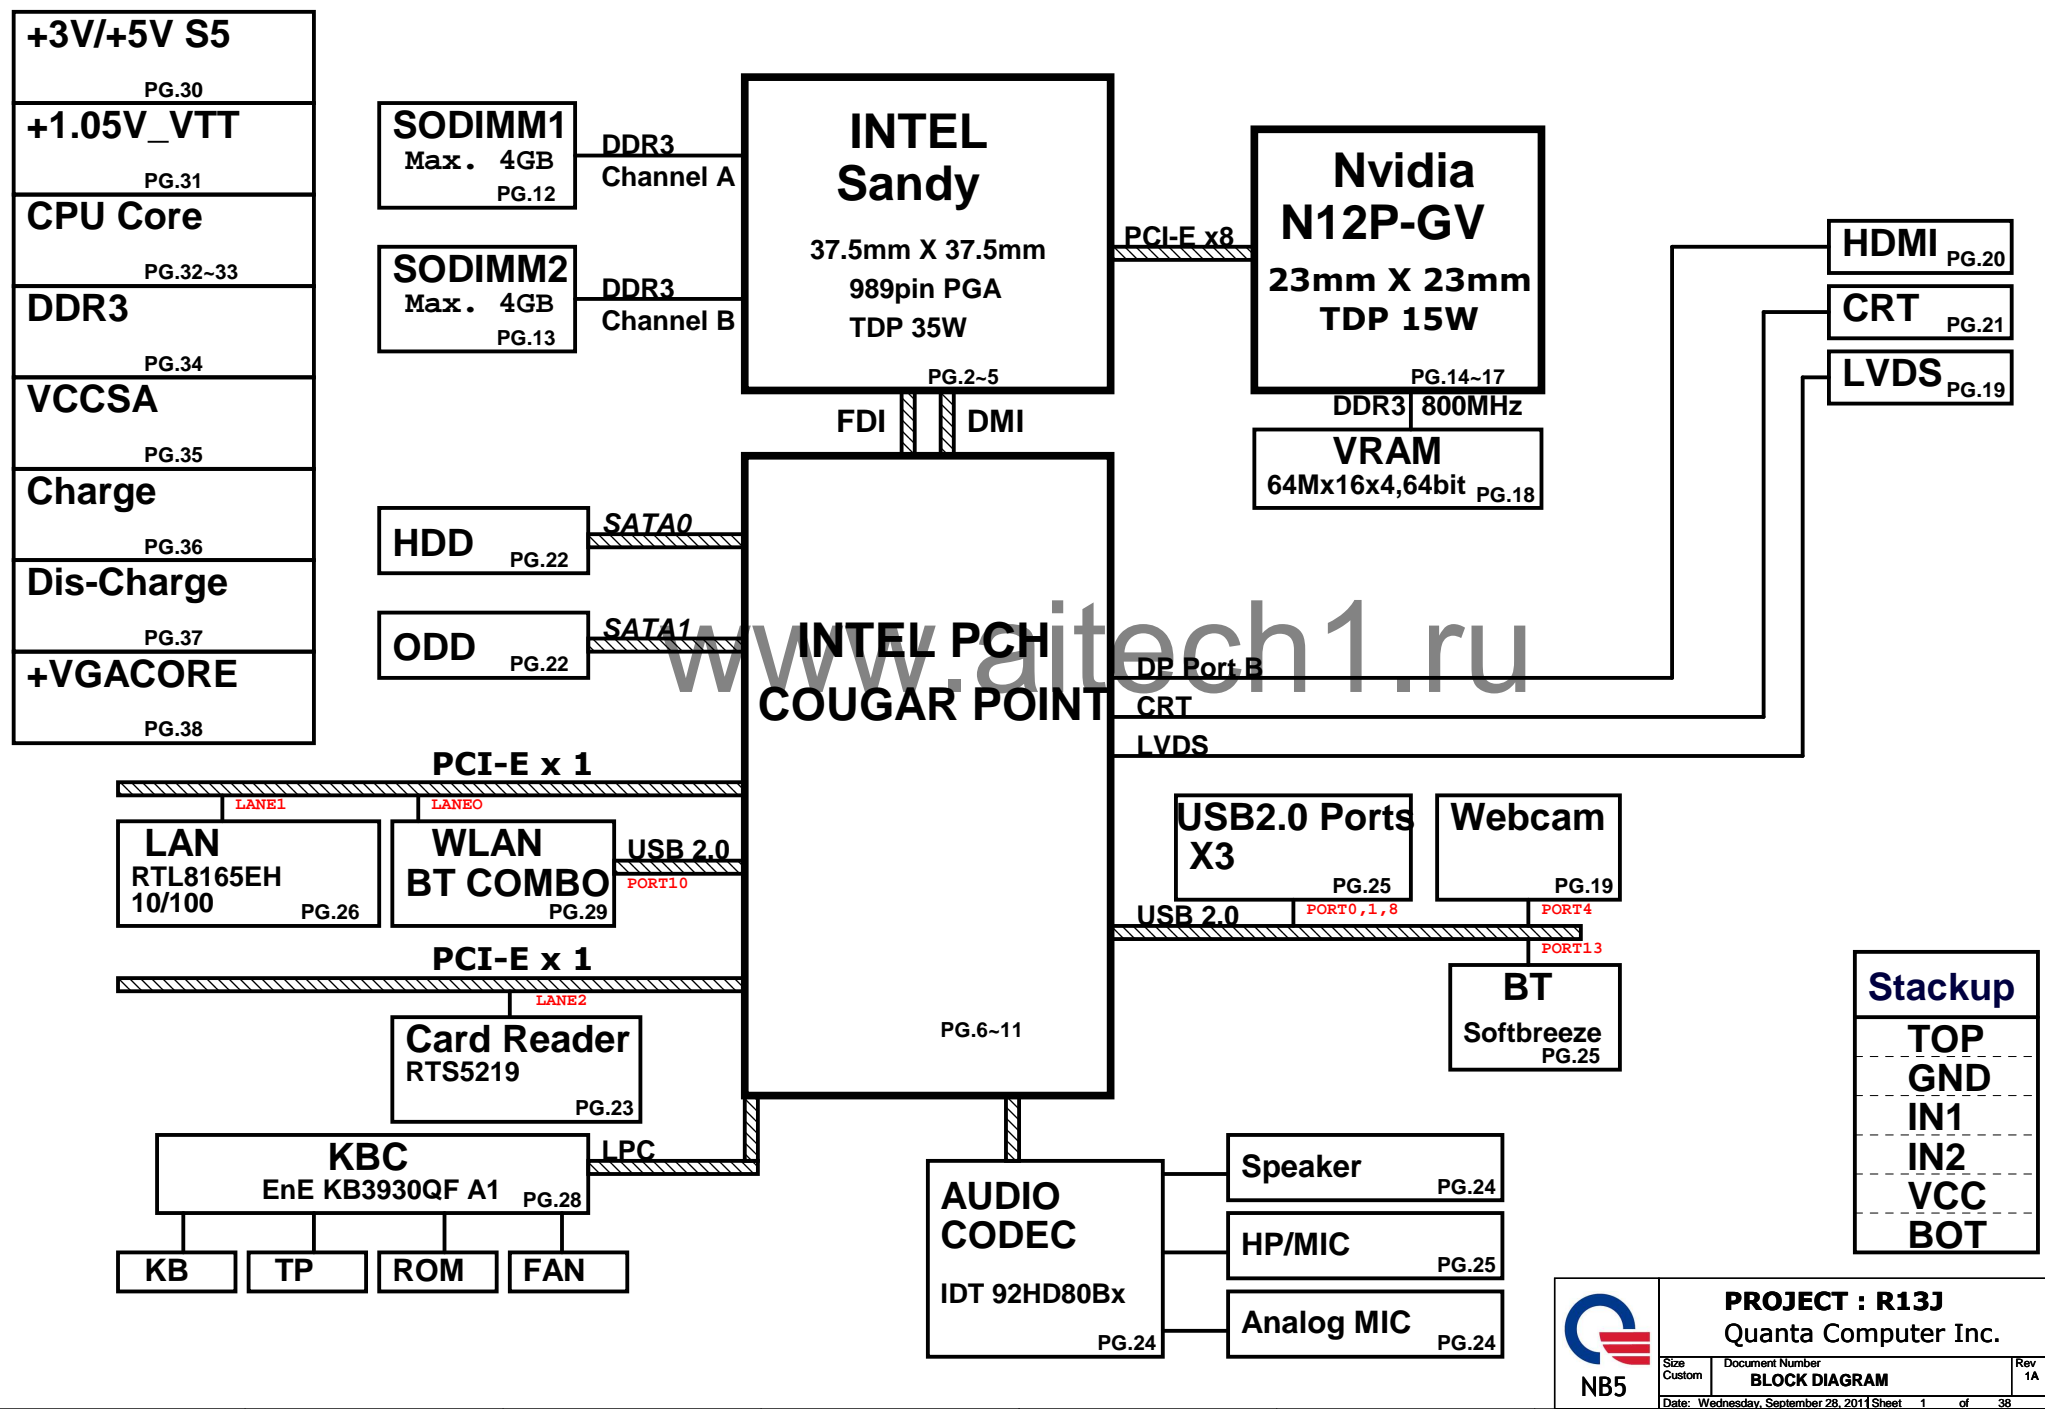 +3V/+5V S5
PG.30
+1.05V_VTT
PG.31
CPU Core
PG.32~33
DDR3
PG.34
VCCSA
PG.35
Charge
PG.36
Dis-Charge
PG.37
+VGACORE
PG.38
SODIMM1
Max. 4GB
PG.12
DDR3
Channel A
SODIMM2
Max. 4GB
PG.13
DDR3
Channel B
INTEL
Sandy
37.5mm X 37.5mm
989pin PGA
TDP 35W
PG.2~5
PCI-E x8
Nvidia
N12P-GV
23mm X 23mm
TDP 15W
PG.14~17
DDR3 800MHz
VRAM
64Mx16x4,64bit PG.18
HDMI PG.20
CRT PG.21
LVDS PG.19
FDI
DMI
HDD PG.22
SATA0
ODD PG.22
SATA1
INTEL PCH
COUGAR POINT
PG.6~11
www.aitech1.ru
DP Port B
CRT
LVDS
PCI-E x 1
LANE1
LANE0
LAN
RTL8165EH
10/100
PG.26
WLAN
BT COMBO
PG.29
USB 2.0
PORT10
PCI-E x 1
LANE2
Card Reader
RTS5219
PG.23
USB2.0 Ports
X3
PG.25
Webcam
PG.19
USB 2.0
PORT0,1,8
PORT4
PORT13
BT
Softbreeze
PG.25
KBC
EnE KB3930QF A1 PG.28
LPC
KB
TP
ROM
FAN
AUDIO
CODEC
IDT 92HD80Bx
PG.24
Speaker
PG.24
HP/MIC
PG.25
Analog MIC
PG.24
Stackup
TOP
GND
IN1
IN2
VCC
BOT
NB5
PROJECT : R13J
Quanta Computer Inc.
Size
Custom
Document Number
BLOCK DIAGRAM
Rev
1A
Date: Wednesday, September 28, 2011 Sheet 1 of 38